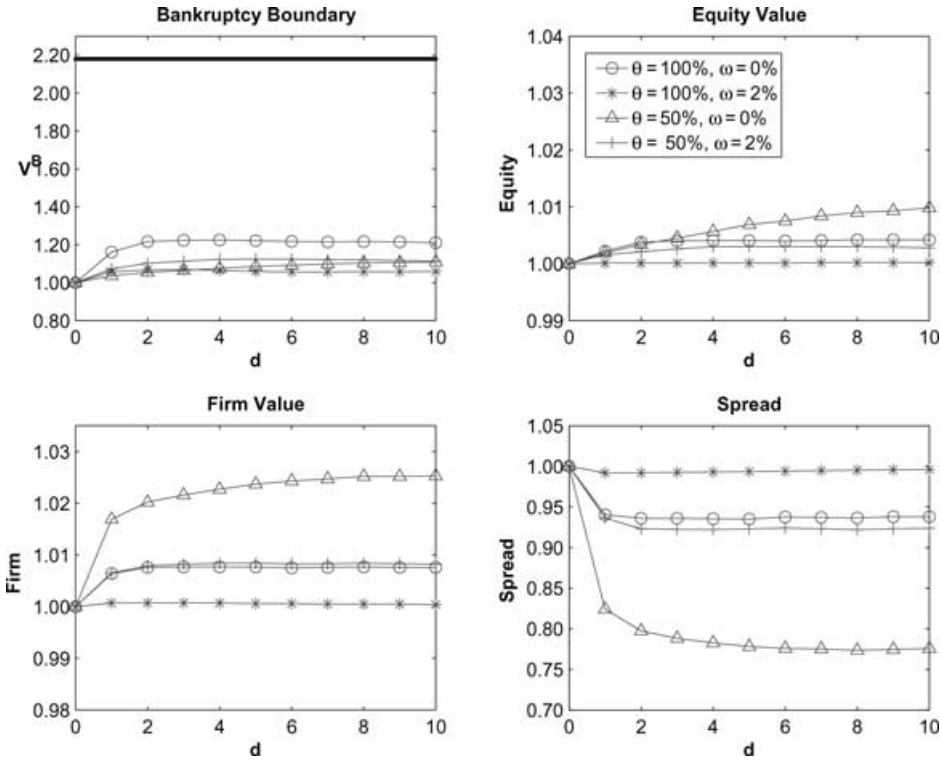 Bankruptcy Boundary
2.20
2.00
1.80
1.60
1.40
1.20
1.00
0.80
V^B
0 2 4 6 8 10
d
Equity Value
1.04
1.03
1.02
1.01
1.00
0.99
Equity
θ = 100%, ω = 0%
θ = 100%, ω = 2%
θ = 50%, ω = 0%
θ = 50%, ω = 2%
0 2 4 6 8 10
d
Firm Value
1.03
1.02
1.01
1.00
0.99
0.98
Firm
0 2 4 6 8 10
d
Spread
1.05
1.00
0.95
0.90
0.85
0.80
0.75
0.70
Spread
0 2 4 6 8 10
d